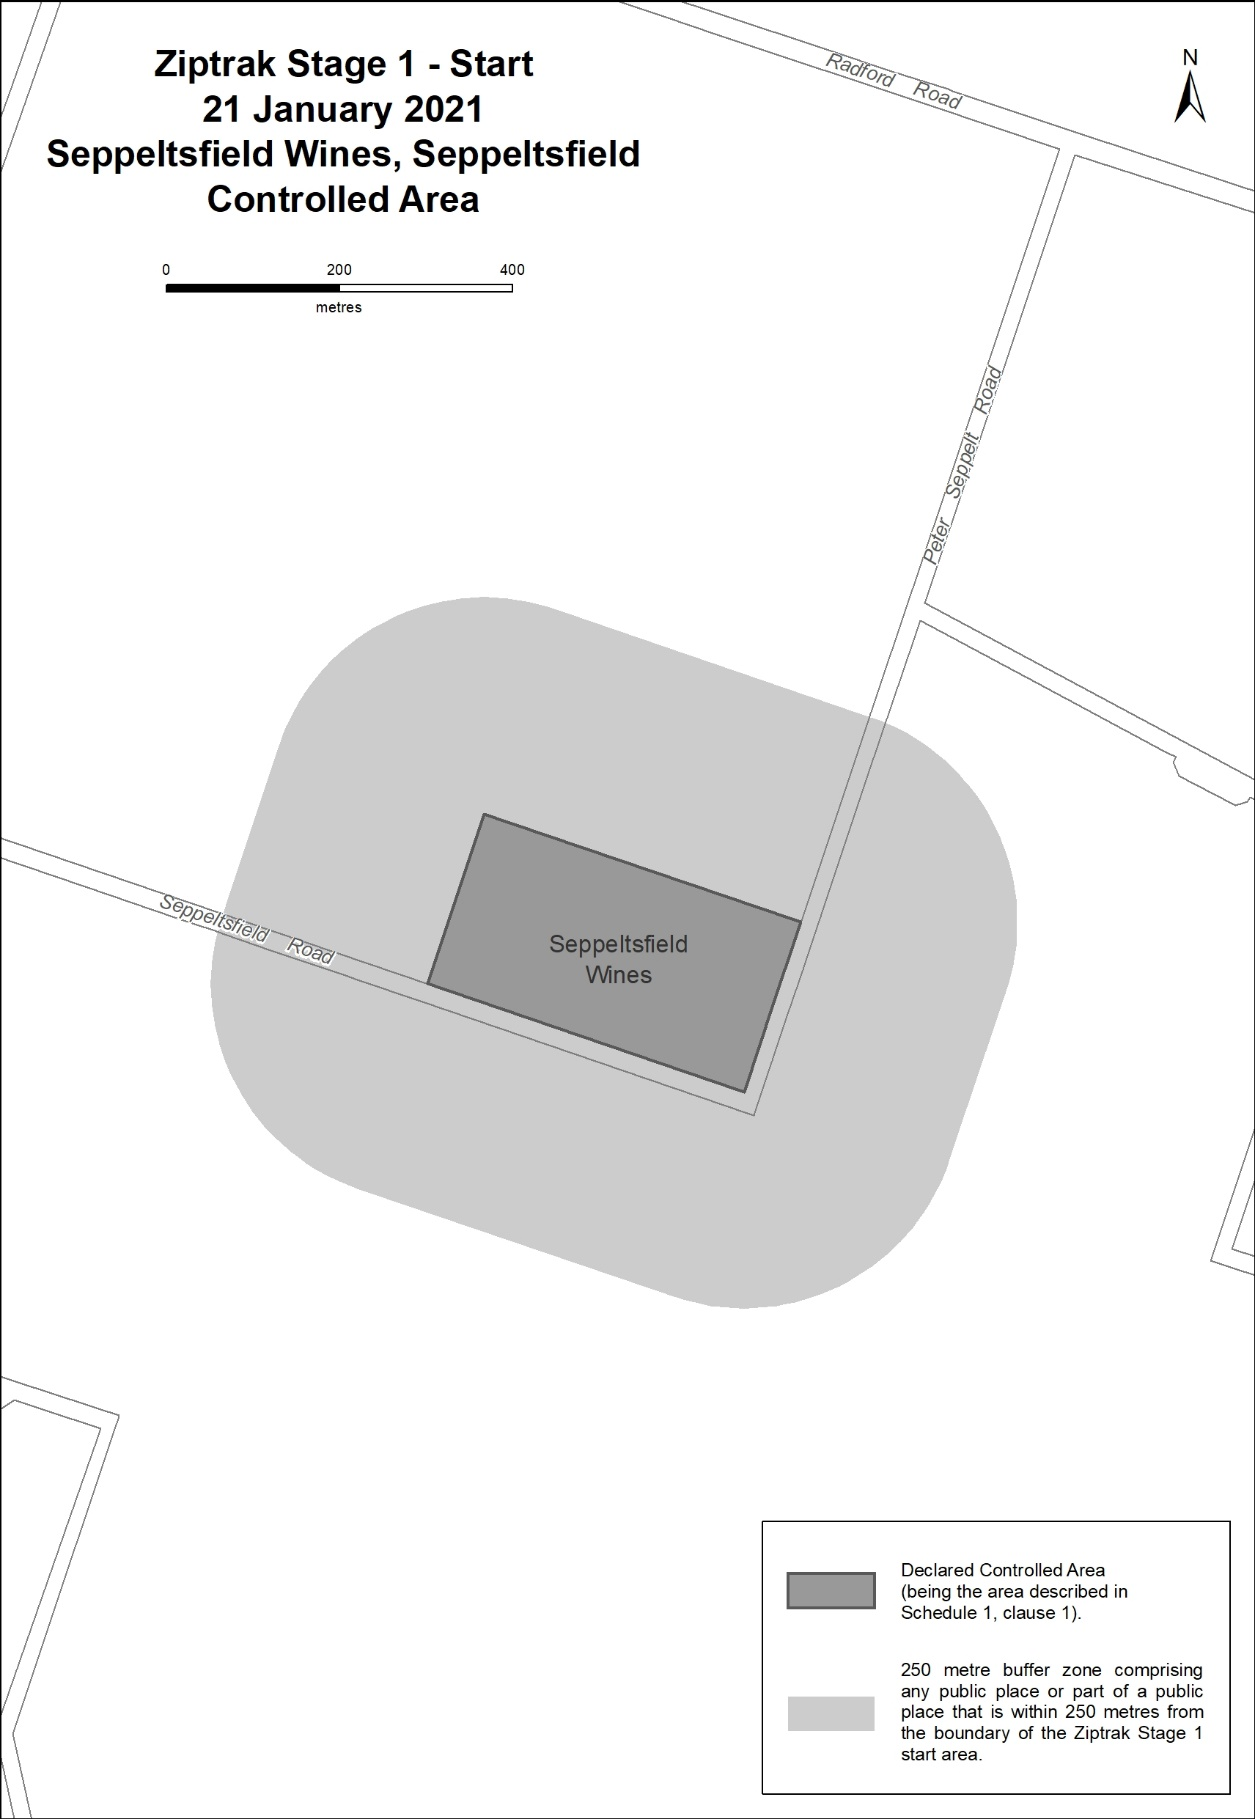 Ziptrak Stage 1 - Start
21 January 2021
Seppeltsfield Wines, Seppeltsfield
Controlled Area
0 200 400
metres
N
Radford Road
Peter Seppelt Road
Seppeltsfield Road
Seppeltsfield
Wines
Declared Controlled Area
(being the area described in
Schedule 1, clause 1).
250 metre buffer zone comprising
any public place or part of a public
place that is within 250 metres from
the boundary of the Ziptrak Stage 1
start area.